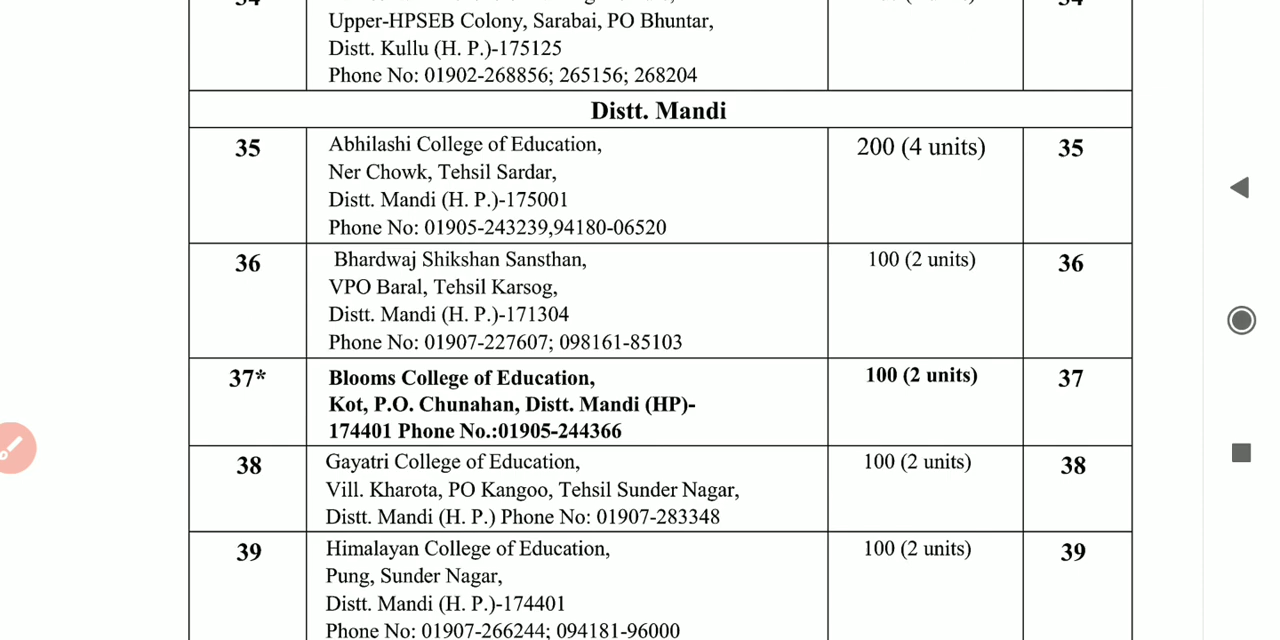 Upper-HPSEB Colony, Sarabai, PO Bhuntar,
Distt. Kullu (H. P.)-175125
Phone No: 01902-268856; 265156; 268204
Distt. Mandi
35 Abhilashi College of Education, 200 (4 units) 35
Ner Chowk, Tehsil Sardar,
Distt. Mandi (H. P.)-175001
Phone No: 01905-243239,94180-06520
36 Bhardwaj Shikshan Sansthan, 100 (2 units) 36
VPO Baral, Tehsil Karsog,
Distt. Mandi (H. P.)-171304
Phone No: 01907-227607; 098161-85103
37* Blooms College of Education, 100 (2 units) 37
Kot, P.O. Chunahan, Distt. Mandi (HP)-
174401 Phone No.:01905-244366
38 Gayatri College of Education, 100 (2 units) 38
Vill. Kharota, PO Kangoo, Tehsil Sunder Nagar,
Distt. Mandi (H. P.) Phone No: 01907-283348
39 Himalayan College of Education, 100 (2 units) 39
Pung, Sunder Nagar,
Distt. Mandi (H. P.)-174401
Phone No: 01907-266244; 094181-96000